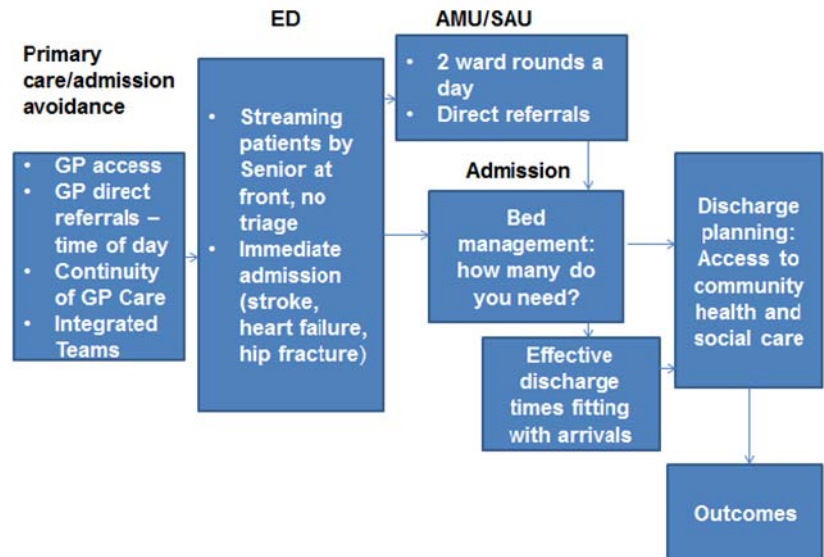 Primary
care/admission
avoidance
• GP access
• GP direct
referrals –
time of day
• Continuity
of GP Care
• Integrated
Teams
ED
• Streaming
patients by
Senior at
front, no
triage
• Immediate
admission
(stroke,
heart failure,
hip fracture)
AMU/SAU
• 2 ward rounds a
day
• Direct referrals
Admission
Bed
management:
how many do
you need?
Effective
discharge
times fitting
with arrivals
Discharge
planning:
Access to
community
health and
social care
Outcomes